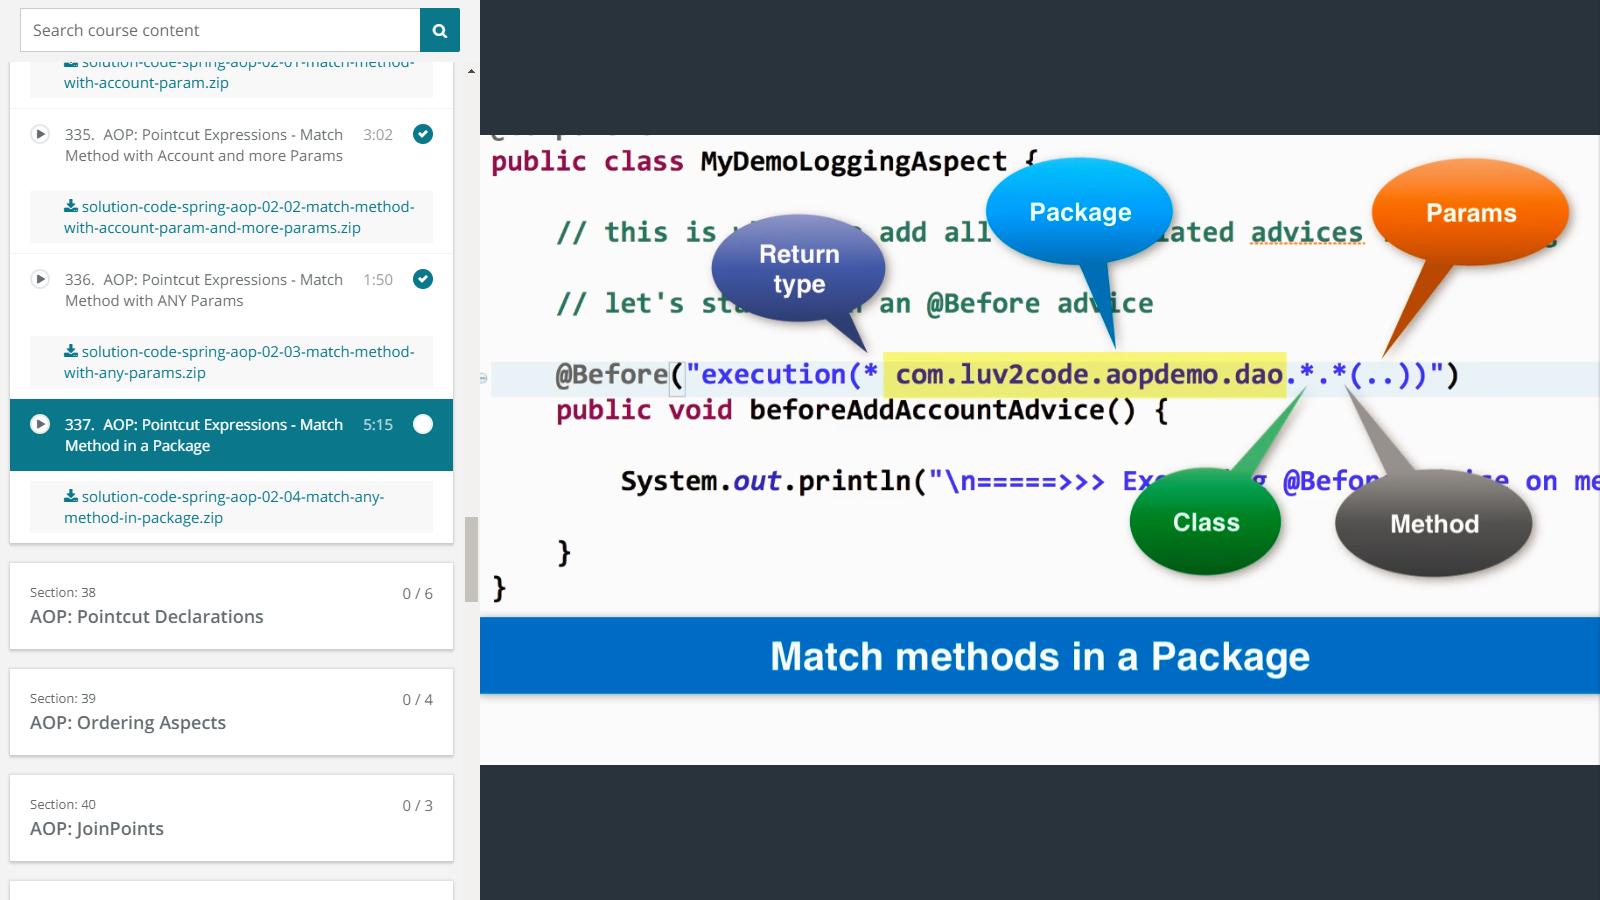 Search course content
solution-code-spring-aop-02-01-match-method-
with-account-param.zip
335. AOP: Pointcut Expressions - Match
Method with Account and more Params
3:02
solution-code-spring-aop-02-02-match-method-
with-account-param-and-more-params.zip
336. AOP: Pointcut Expressions - Match
Method with ANY Params
1:50
solution-code-spring-aop-02-03-match-method-
with-any-params.zip
337. AOP: Pointcut Expressions - Match
Method in a Package
5:15
solution-code-spring-aop-02-04-match-any-
method-in-package.zip
Section: 38
AOP: Pointcut Declarations
0 / 6
Section: 39
AOP: Ordering Aspects
0 / 4
Section: 40
AOP: JoinPoints
0 / 3
public class MyDemoLoggingAspect {
Package
Params
// this is add all advices
Return
type
// let's an @Before advice
@Before("execution(* com.luv2code.aopdemo.dao.*.*(..))")
public void beforeAddAccountAdvice() {
System.out.println("\n=====>>> on
Class
Method
}
}
Match methods in a Package